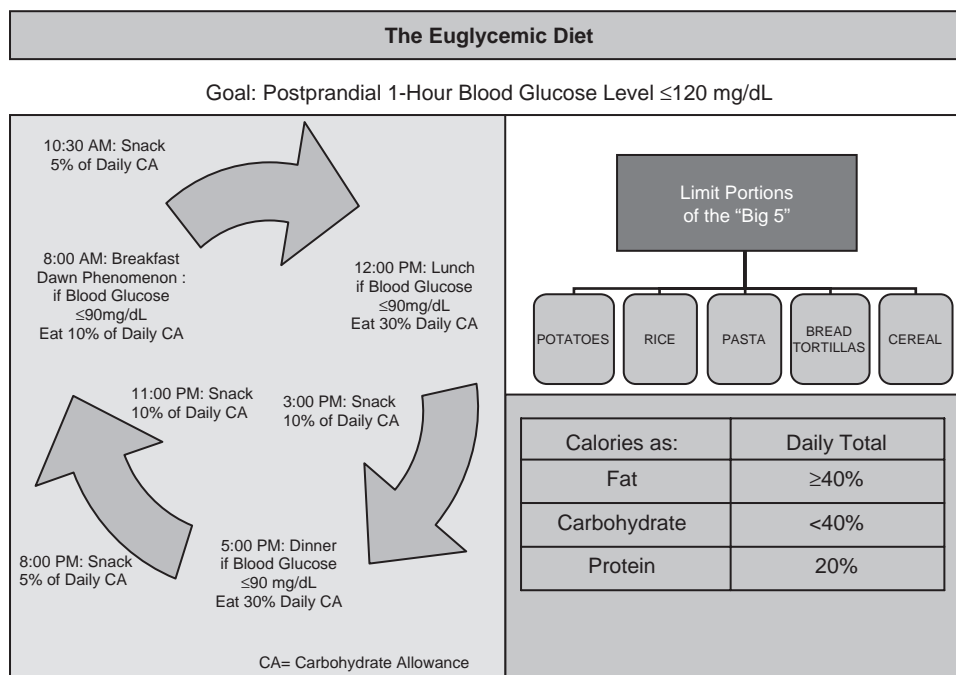 The Euglycemic Diet
Goal: Postprandial 1-Hour Blood Glucose Level ≤120 mg/dL
10:30 AM: Snack
5% of Daily CA
8:00 AM: Breakfast
Dawn Phenomenon :
if Blood Glucose
≤90mg/dL
Eat 10% of Daily CA
12:00 PM: Lunch
if Blood Glucose
≤90mg/dL
Eat 30% Daily CA
11:00 PM: Snack
10% of Daily CA
3:00 PM: Snack
10% of Daily CA
8:00 PM: Snack
5% of Daily CA
5:00 PM: Dinner
if Blood Glucose
≤90 mg/dL
Eat 30% Daily CA
CA= Carbohydrate Allowance
Limit Portions
of the “Big 5”
POTATOES
RICE
PASTA
BREAD
TORTILLAS
CEREAL
Calories as: Daily Total
Fat ≥40%
Carbohydrate <40%
Protein 20%